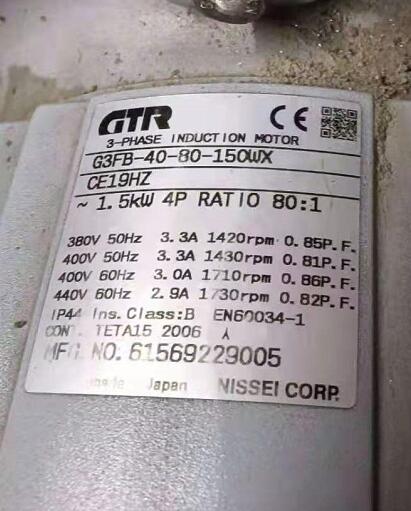 GTR CE
3-PHASE INDUCTION MOTOR
G3FB-40-80-150WX
CE19HZ
~ 1.5kW 4P RATIO 80:1
380V 50Hz 3.3A 1420rpm 0.85P.F.
400V 50Hz 3.3A 1430rpm 0.81P.F.
400V 60Hz 3.0A 1710rpm 0.86P.F.
440V 60Hz 2.9A 1730rpm 0.82P.F.
IP44 Ins.Class:B EN60034-1
CONT. TETA15 2006
MFG NO. 61569229005
Japan NISSEI CORP.